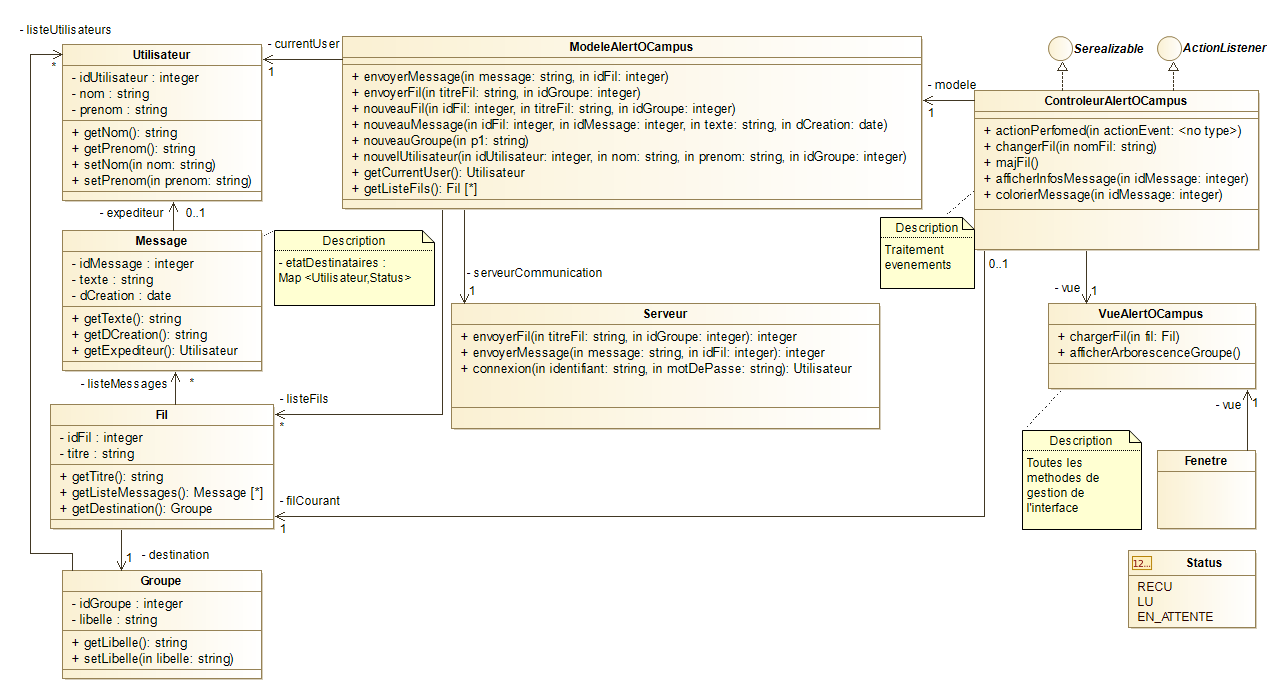 - listeUtilisateurs
*
Utilisateur
- idUtilisateur : integer
- nom : string
- prenom : string
+ getNom(): string
+ getPrenom(): string
+ setNom(in nom: string)
+ setPrenom(in prenom: string)
- currentUser
1
ModeleAlertOCampus
+ envoyerMessage(in message: string, in idFil: integer)
+ envoyerFil(in titreFil: string, in idGroupe: integer)
+ nouveauFil(in idFil: integer, in titreFil: string, in idGroupe: integer)
+ nouveauMessage(in idFil: integer, in idMessage: integer, in texte: string, in dCreation: date)
+ nouveauGroupe(in p1: string)
+ nouvelUtilisateur(in idUtilisateur: integer, in nom: string, in prenom: string, in idGroupe: integer)
+ getCurrentUser(): Utilisateur
+ getListeFils(): Fil [*]
- modele
1
Serealizable
ActionListener
ControleurAlertOCampus
+ actionPerfomed(in actionEvent: <no type>)
+ changerFil(in nomFil: string)
+ majFil()
+ afficherInfosMessage(in idMessage: integer)
+ colorierMessage(in idMessage: integer)
- expediteur
0..1
Message
- idMessage : integer
- texte : string
- dCreation : date
+ getTexte(): string
+ getDCreation(): string
+ getExpediteur(): Utilisateur
Description
- etatDestinataires :
Map <Utilisateur,Status>
Description
Traitement
evenements
- serveurCommunication
1
0..1
- vue
1
Serveur
+ envoyerFil(in titreFil: string, in idGroupe: integer): integer
+ envoyerMessage(in message: string, in idFil: integer): integer
+ connexion(in identifiant: string, in motDePasse: string): Utilisateur
VueAlertOCampus
+ chargerFil(in fil: Fil)
+ afficherArborescenceGroupe()
- listeMessages
*
- listeFils
*
- vue
1
Fil
- idFil : integer
- titre : string
+ getTitre(): string
+ getListeMessages(): Message [*]
+ getDestination(): Groupe
Description
Toutes les
methodes de
gestion de
l'interface
Fenetre
- filCourant
1
1
- destination
Groupe
- idGroupe : integer
- libelle : string
+ getLibelle(): string
+ setLibelle(in libelle: string)
12...
Status
RECU
LU
EN_ATTENTE